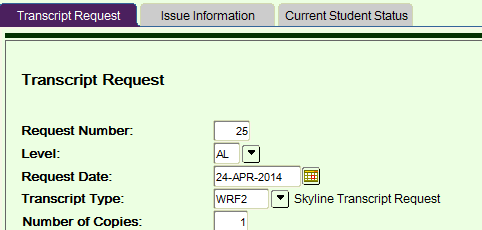 Transcript Request Issue Information Current Student Status
Transcript Request
Request Number: 25
Level: AL
Request Date: 24-APR-2014
Transcript Type: WRF2 Skyline Transcript Request
Number of Copies: 1